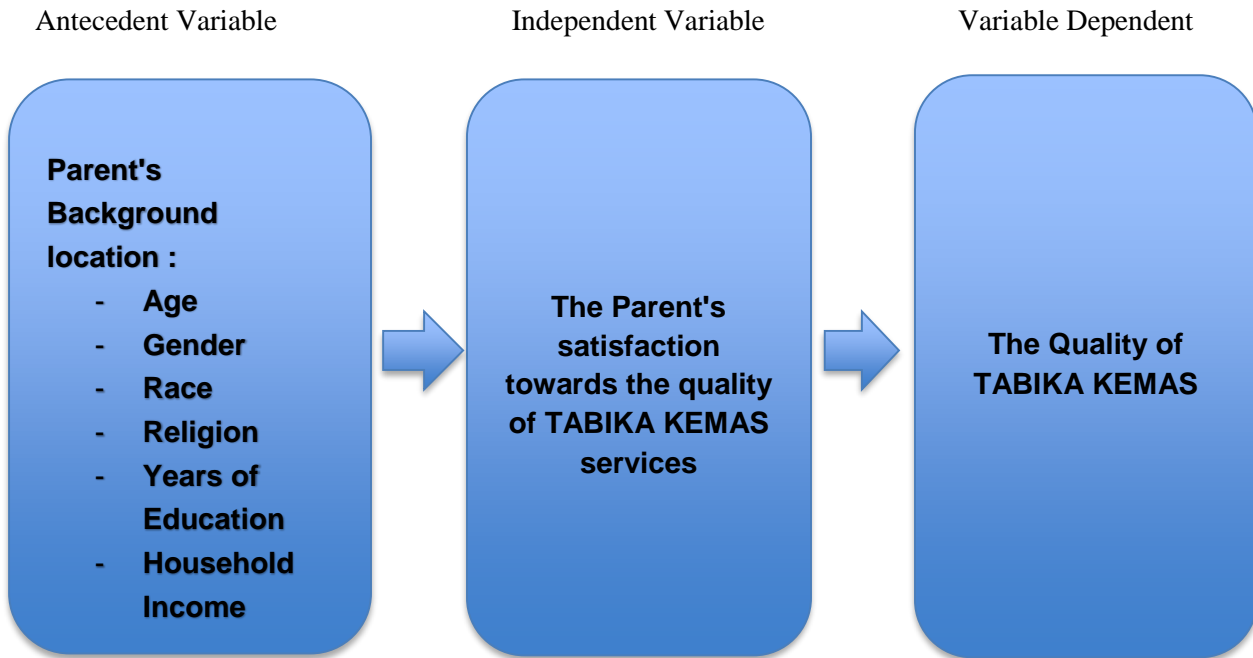 Antecedent Variable
Independent Variable
Variable Dependent
Parent's
Background
location :
- Age
- Gender
- Race
- Religion
- Years of
Education
- Household
Income
The Parent's
satisfaction
towards the quality
of TABIKA KEMAS
services
The Quality of
TABIKA KEMAS